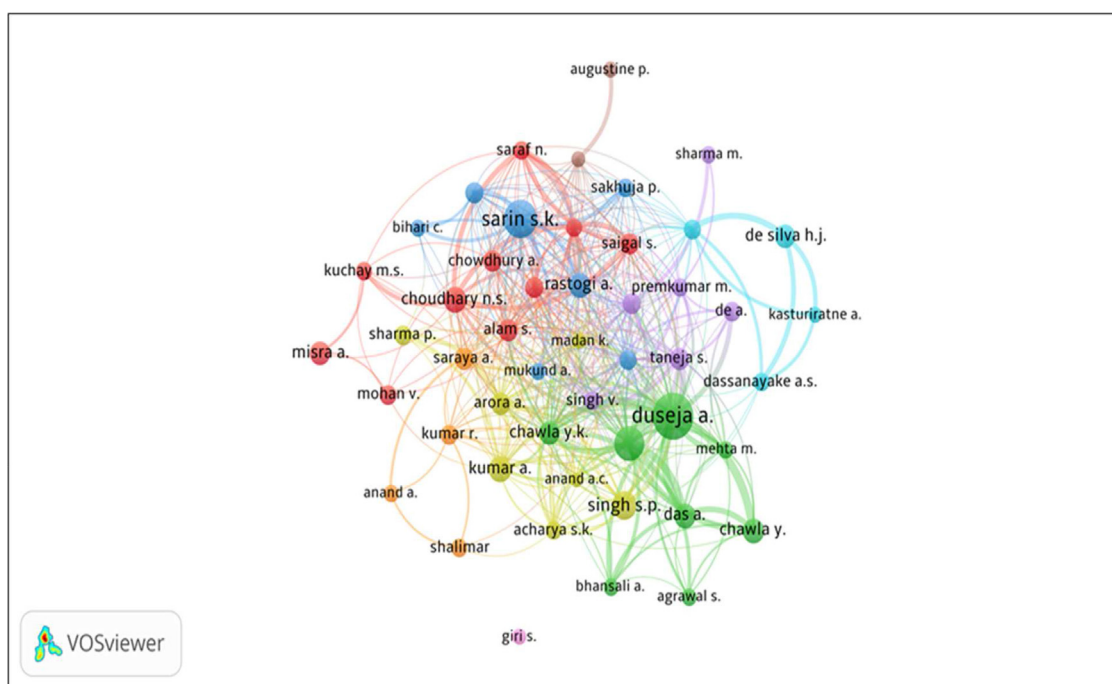 augustine p.
saraf n.
sharma m.
sakhuja p.
sarin s.k.
bihari c.
de silva h.j.
saigal s.
chowdhury a.
kuchay m.s.
rastogi a.
premkumar m.
choudhary n.s.
de a.
kasturiratne a.
alam s.
sharma p.
madan k.
misra a.
saraya a.
taneja s.
mukund a.
dassanayake a.s.
mohan v.
arora a.
singh v.
duseja a.
kumar r.
chawla y.k.
mehta m.
kumar a.
anand a.c.
anand a.
singh s.p.
das a.
acharya s.k.
chawla y.
shalimar
bhansali a.
agrawal s.
giri s.
VOSviewer